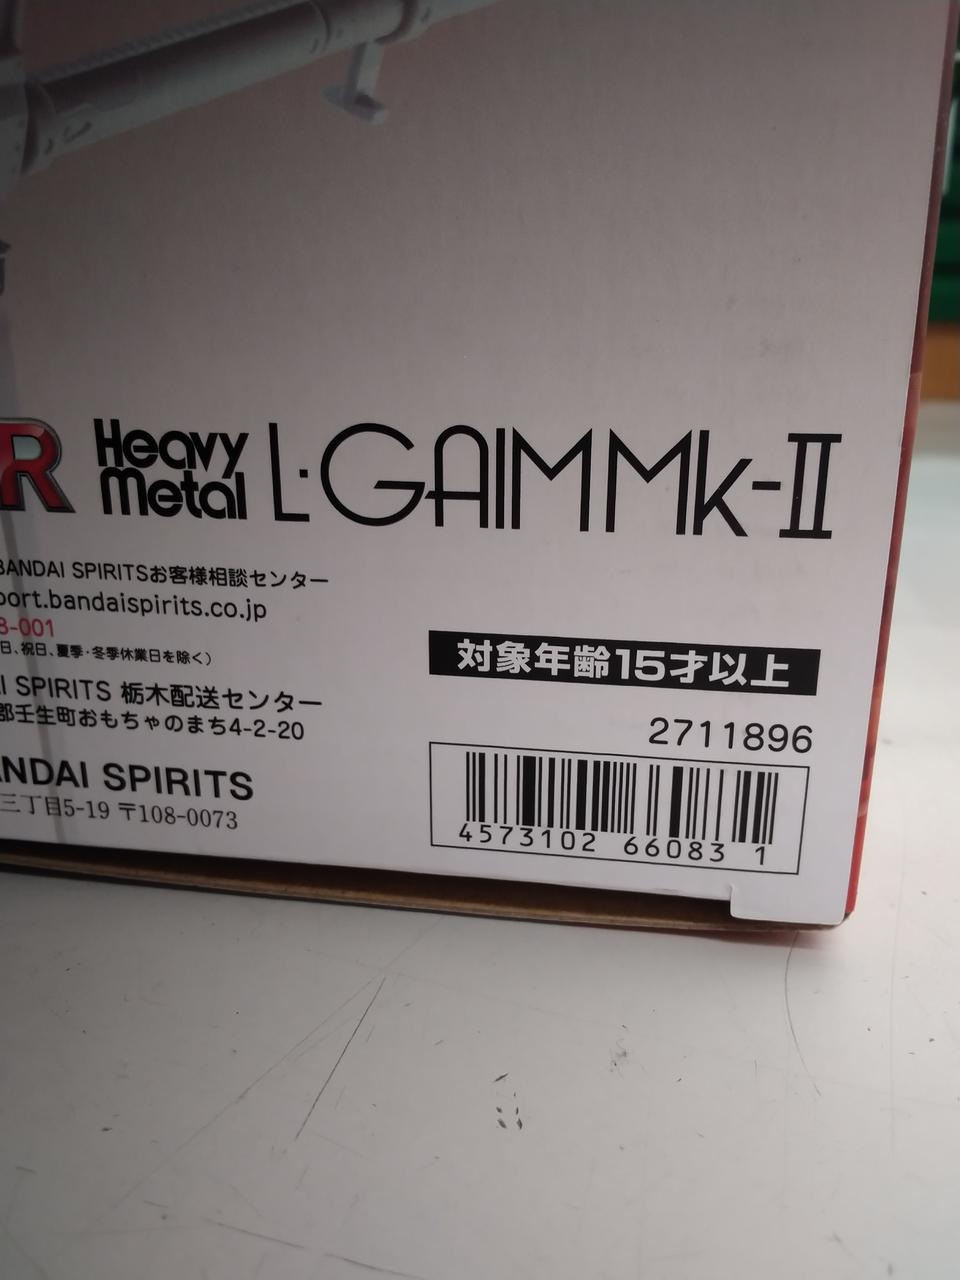 R Heavy Metal L·GAIM Mk-II
BANDAI SPIRITSお客様相談センター
port.bandaispirits.co.jp
8-001
日、祝日、夏季・冬季休業日を除く）
I SPIRITS 栃木配送センター
郡壬生町おもちゃのまち4-2-20
ANDAI SPIRITS
三丁目5-19 〒108-0073
対象年齢15才以上
2711896
4573102 66083 1